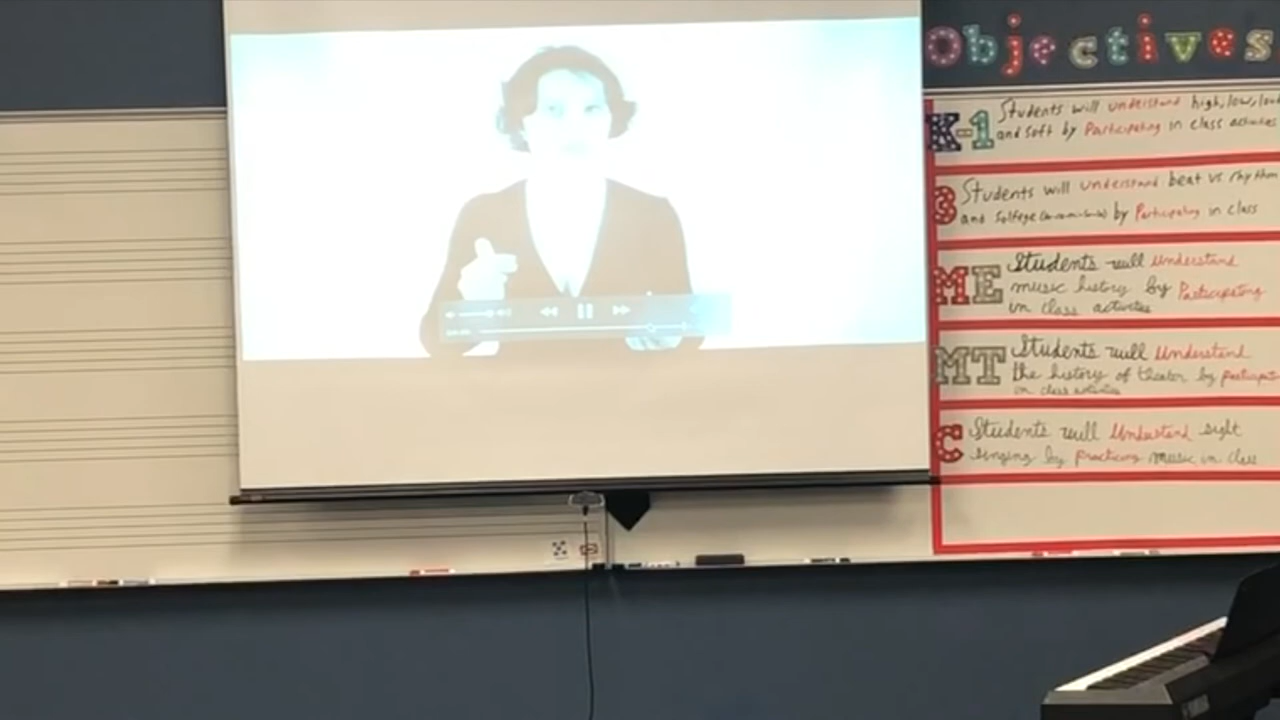 Objectives
K-1 Students will understand high, low, loud
and soft by Participating in class activities
3 Students will understand beat vs rhythm
and Solfege by Participating in class
ME Students will Understand
music history by Participating
in class activities
MT Students will Understand
the history of theater by participati
in class activities
C Students will Understand sight
singing by practicing music in class